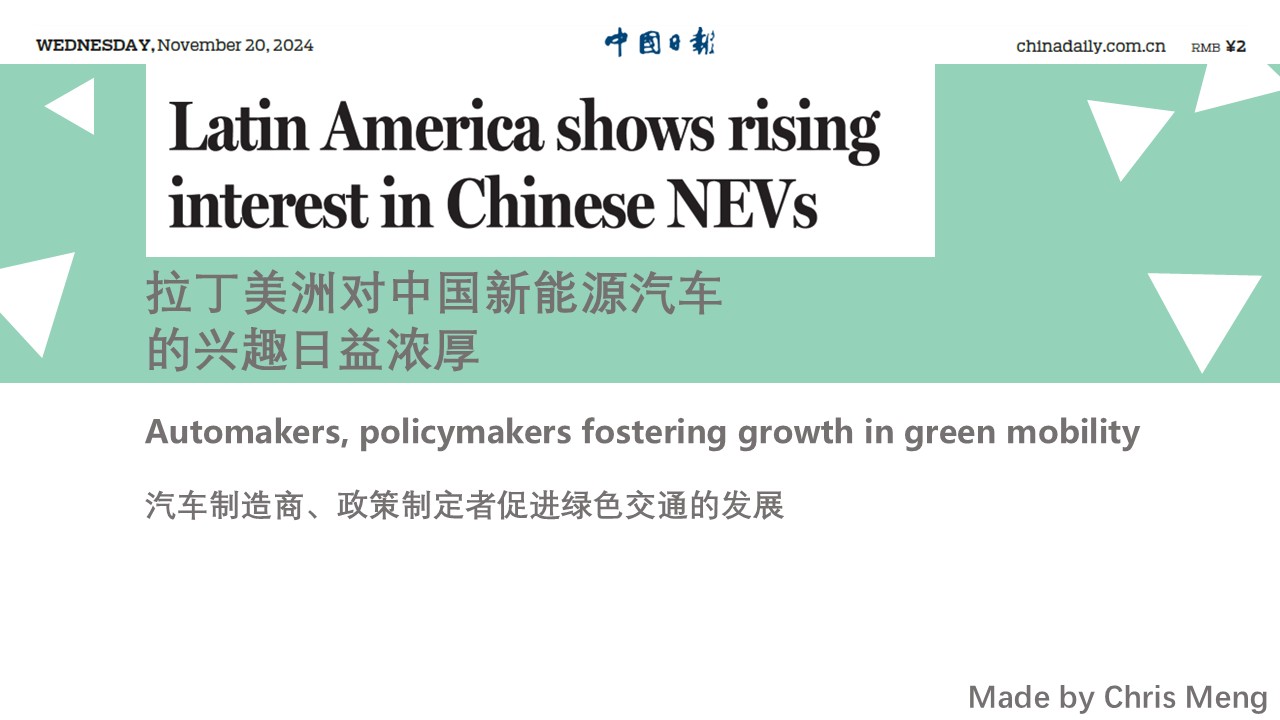 WEDNESDAY, November 20, 2024
中國日報
chinadaily.com.cn RMB ¥2
Latin America shows rising
interest in Chinese NEVs
拉丁美洲对中国新能源汽车
的兴趣日益浓厚
Automakers, policymakers fostering growth in green mobility
汽车制造商、政策制定者促进绿色交通的发展
Made by Chris Meng